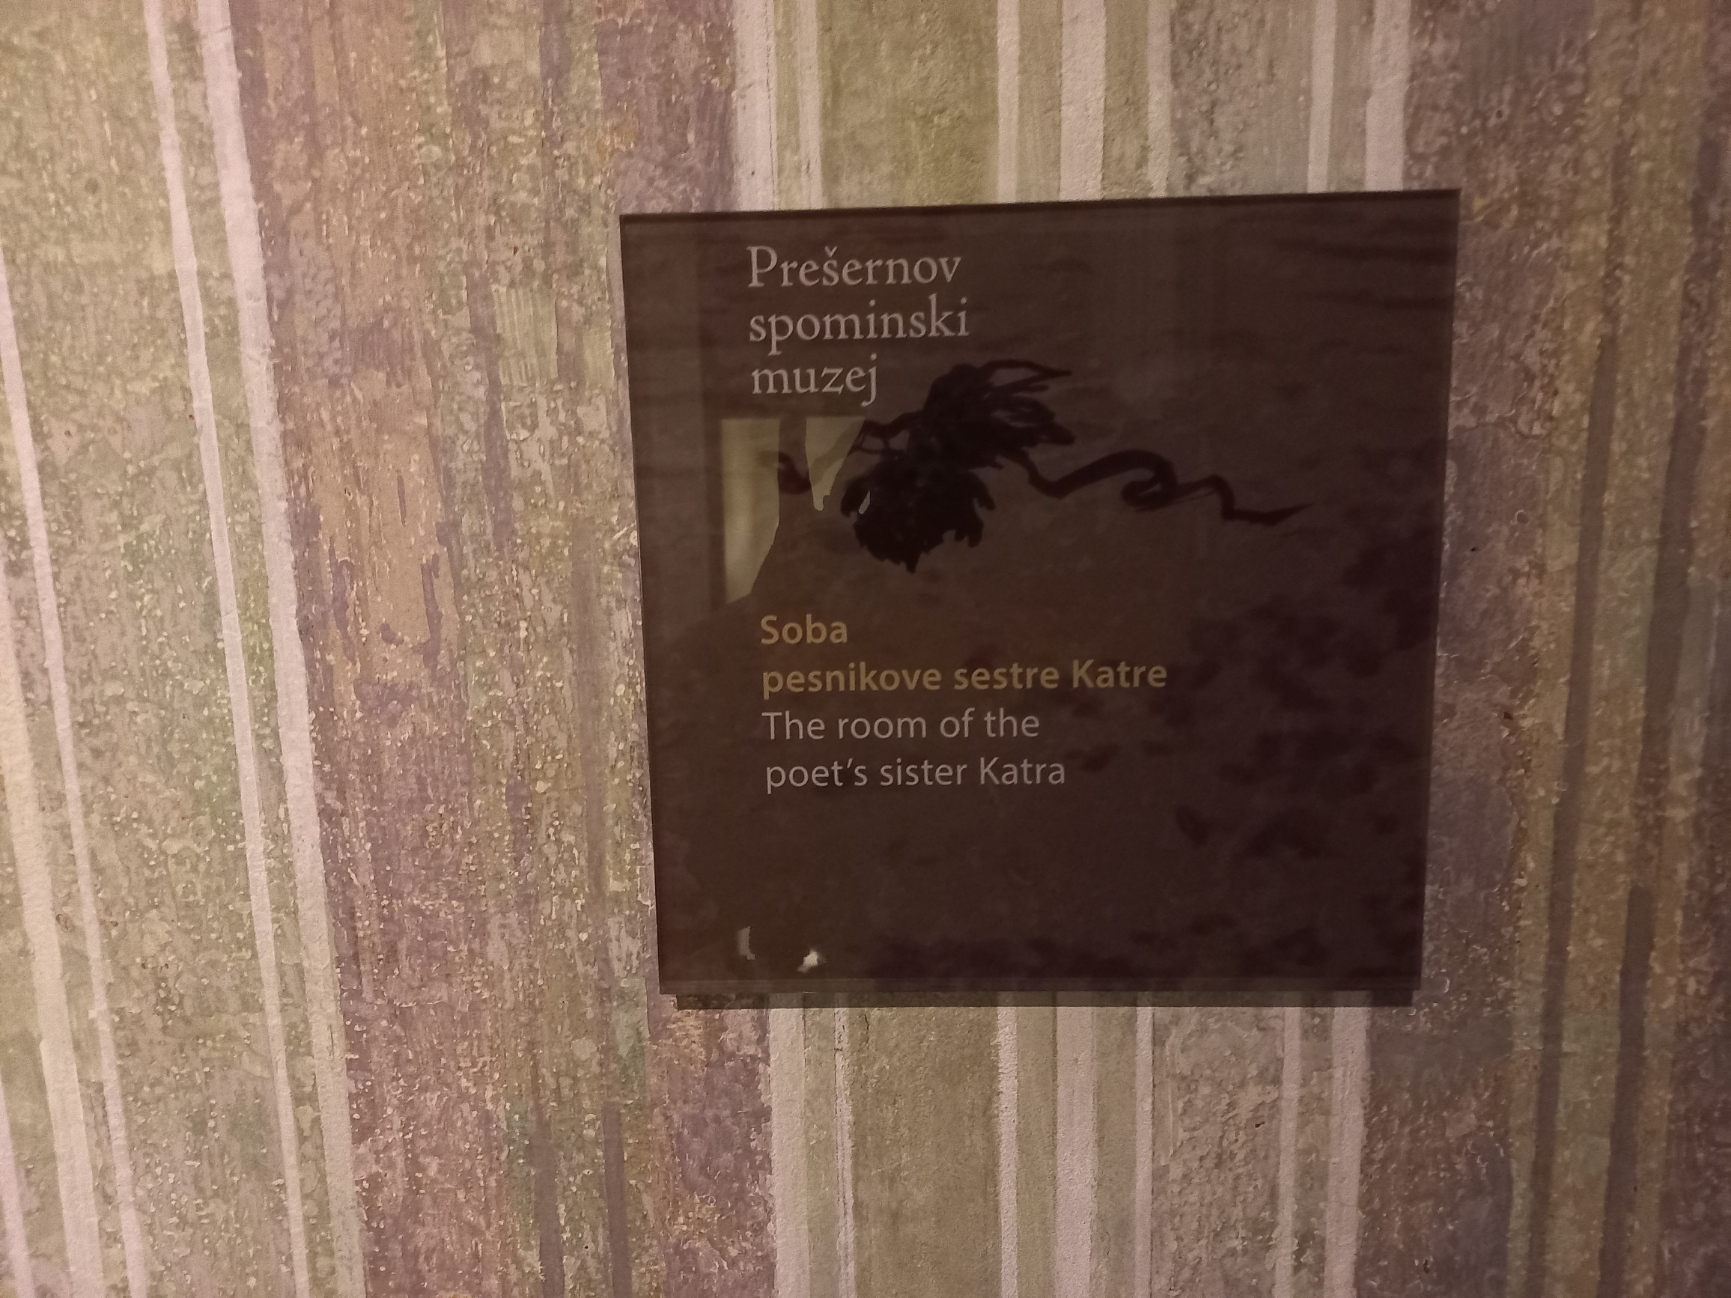 Prešernov
spominski
muzej
Soba
pesnikove sestre Katre
The room of the
poet's sister Katra